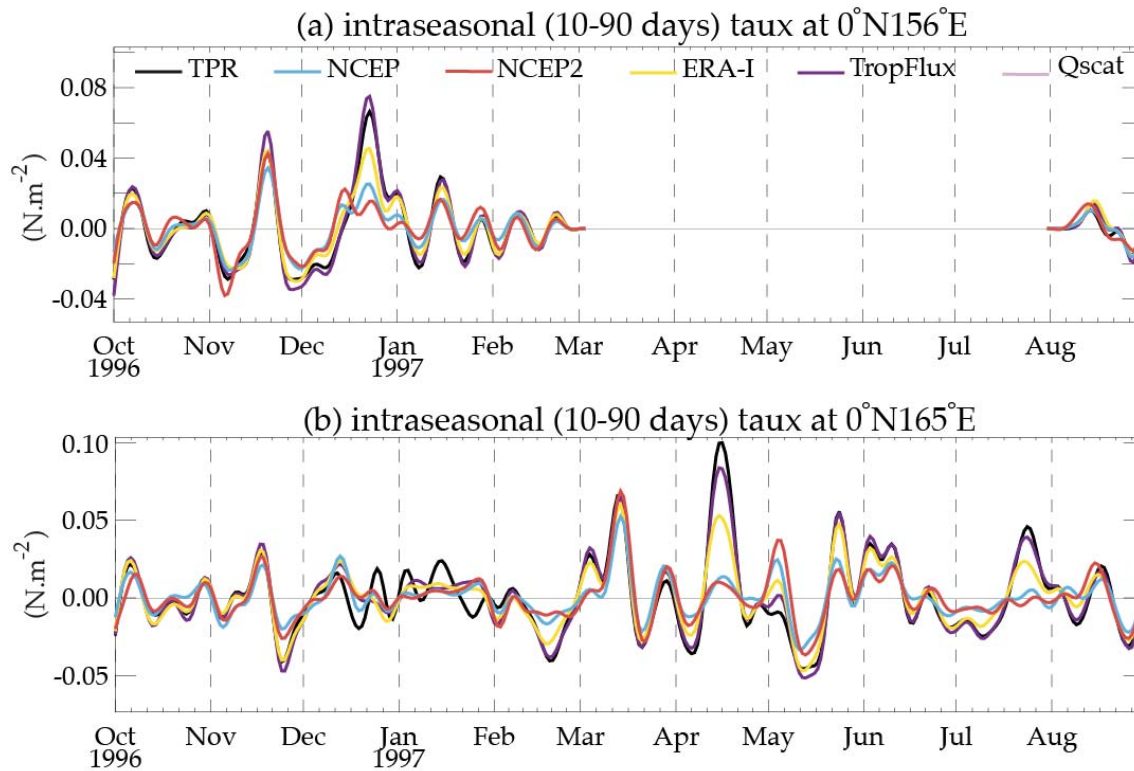 (a) intraseasonal (10-90 days) taux at 0°N156°E
TPR NCEP NCEP2 ERA-I TropFlux Qscat
0.08
0.04
0.00
-0.04
(N.m-2)
Oct Nov Dec Jan Feb Mar Apr May Jun Jul Aug
1996 1997
(b) intraseasonal (10-90 days) taux at 0°N165°E
0.10
0.05
0.00
-0.05
(N.m-2)
Oct Nov Dec Jan Feb Mar Apr May Jun Jul Aug
1996 1997